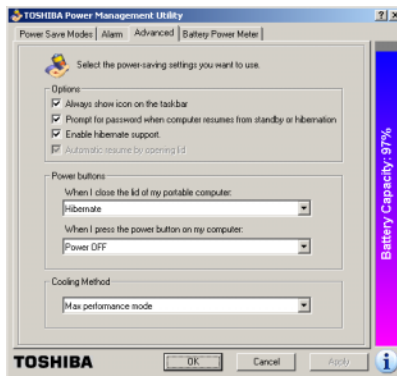 TOSHIBA Power Management Utility
Power Save Modes
Alarm
Advanced
Battery Power Meter
Select the power-saving settings you want to use.
Options
Always show icon on the taskbar
Prompt for password when computer resumes from standby or hibernation
Enable hibernate support.
Automatic resume by opening lid
Power buttons
When I close the lid of my portable computer:
Hibernate
When I press the power button on my computer:
Power OFF
Cooling Method
Max performance mode
TOSHIBA
OK
Cancel
Apply
Battery Capacity: 97%